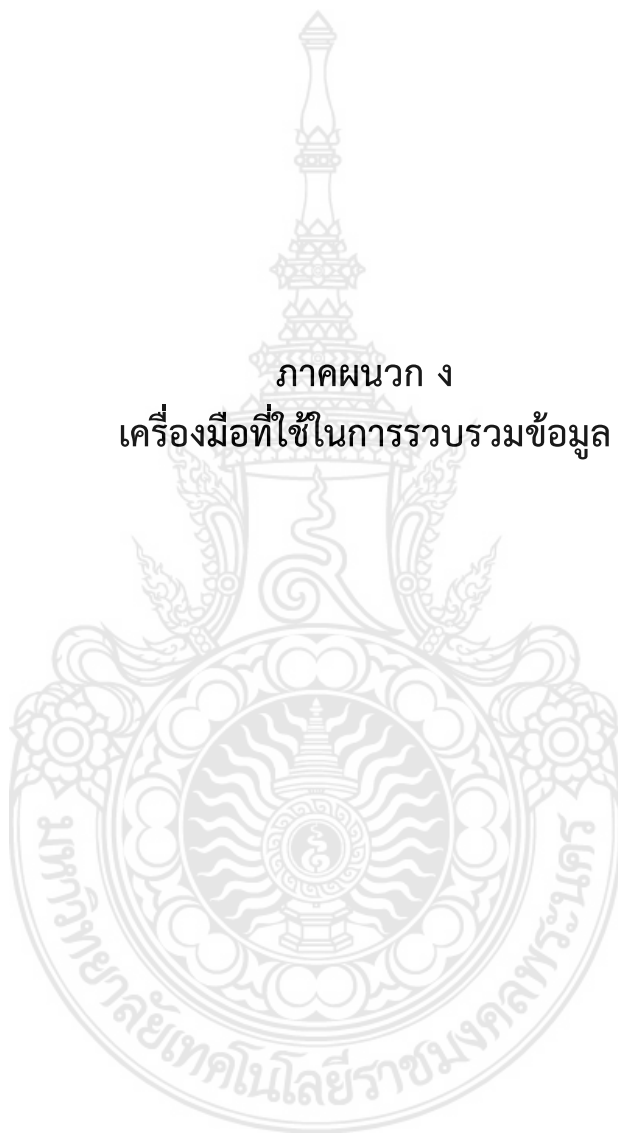 ภาคผนวก ง
เครื่องมือที่ใช้ในการรวบรวมข้อมูล
มหาวิทยาลัยเทคโนโลยีราชมงคลพระนคร